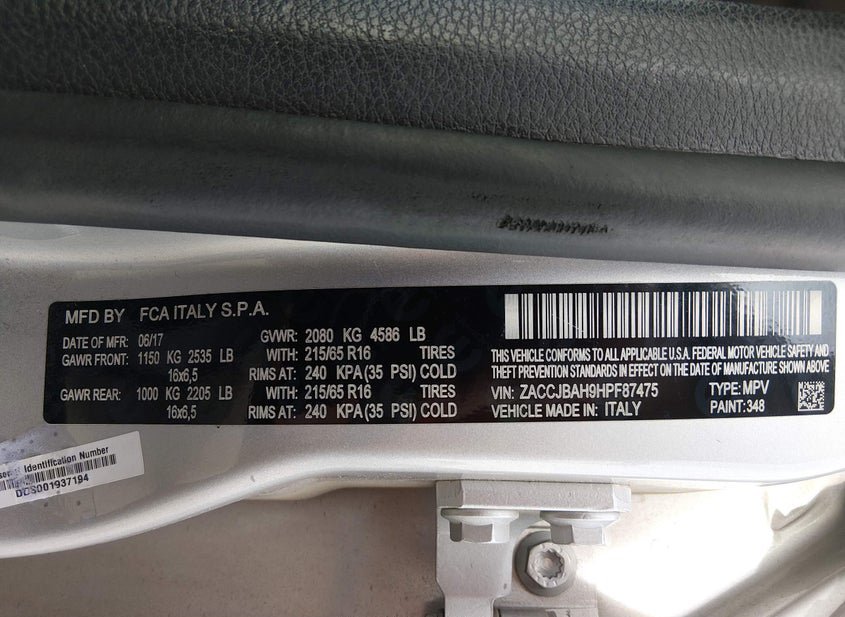 MFD BY FCA ITALY S.P.A.
DATE OF MFR: 06/17 GVWR: 2080 KG 4586 LB
GAWR FRONT: 1150 KG 2535 LB WITH: 215/65 R16 TIRES
16x6,5 RIMS AT: 240 KPA (35 PSI) COLD
GAWR REAR: 1000 KG 2205 LB WITH: 215/65 R16 TIRES
16x6,5 RIMS AT: 240 KPA (35 PSI) COLD
THIS VEHICLE CONFORMS TO ALL APPLICABLE U.S.A. FEDERAL MOTOR VEHICLE SAFETY AND
THEFT PREVENTION STANDARDS IN EFFECT ON THE DATE OF MANUFACTURE SHOWN ABOVE
VIN: ZACCJBAH9HPF87475 TYPE: MPV
VEHICLE MADE IN: ITALY PAINT: 348
Identification Number
001937194